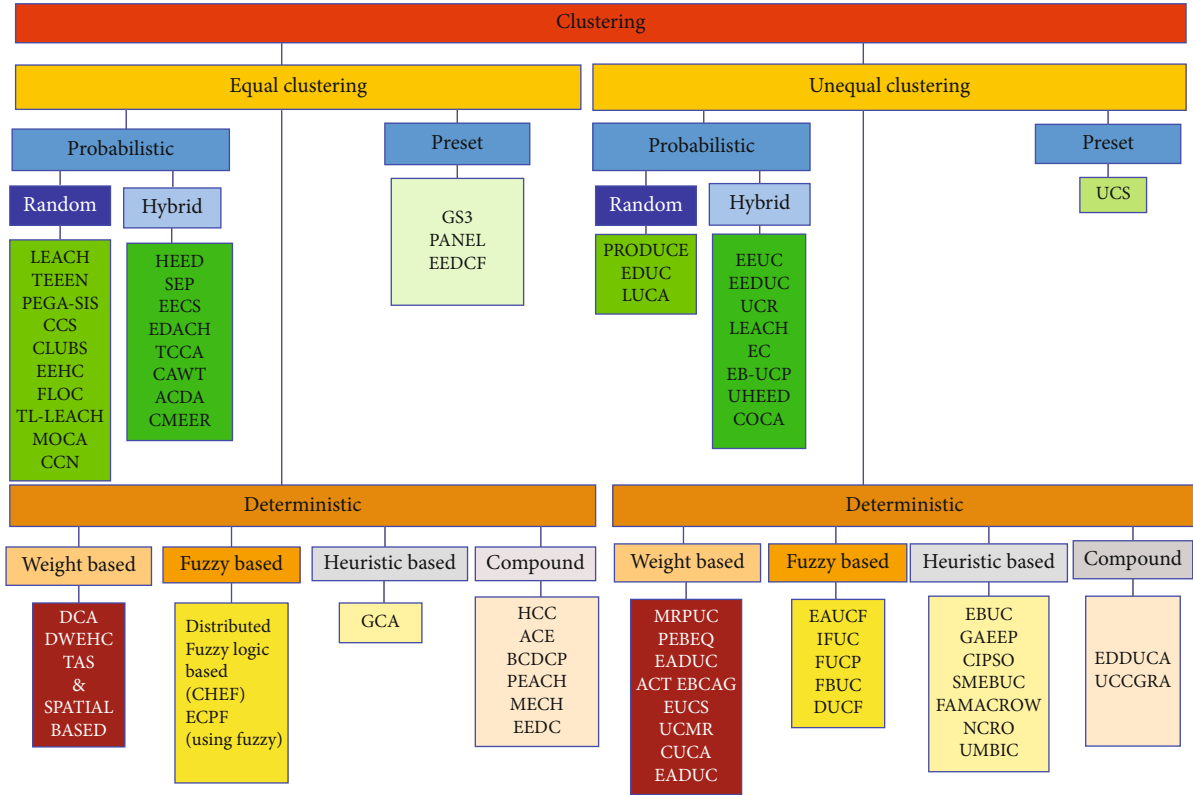 Clustering
Equal clustering
Unequal clustering
Probabilistic
Preset
Probabilistic
Preset
Random
Hybrid
GS3
PANEL
EEDCF
Random
Hybrid
UCS
LEACH
TEEEN
PEGA-SIS
CCS
CLUBS
EEHC
FLOC
TL-LEACH
MOCA
CCN
HEED
SEP
EECS
EDACH
TCCA
CAWT
ACDA
CMEER
PRODUCE
EDUC
LUCA
EEUC
EEDUC
UCR
LEACH
EC
EB-UCP
UHEED
COCA
Deterministic
Deterministic
Weight based
Fuzzy based
Heuristic based
Compound
Weight based
Fuzzy based
Heuristic based
Compound
DCA
DWEHC
TAS
&
SPATIAL
BASED
Distributed
Fuzzy logic
based
(CHEF)
ECPF
(using fuzzy)
GCA
HCC
ACE
BCDCP
PEACH
MECH
EEDC
MRPUC
PEBEQ
EADUC
ACT EBCAG
EUCS
UCMR
CUCA
EADUC
EAUCF
IFUC
FUCP
FBUC
DUCF
EBUC
GAEEP
CIPSO
SMEBUC
FAMACROW
NCRO
UMBIC
EDDUCA
UCCGRA